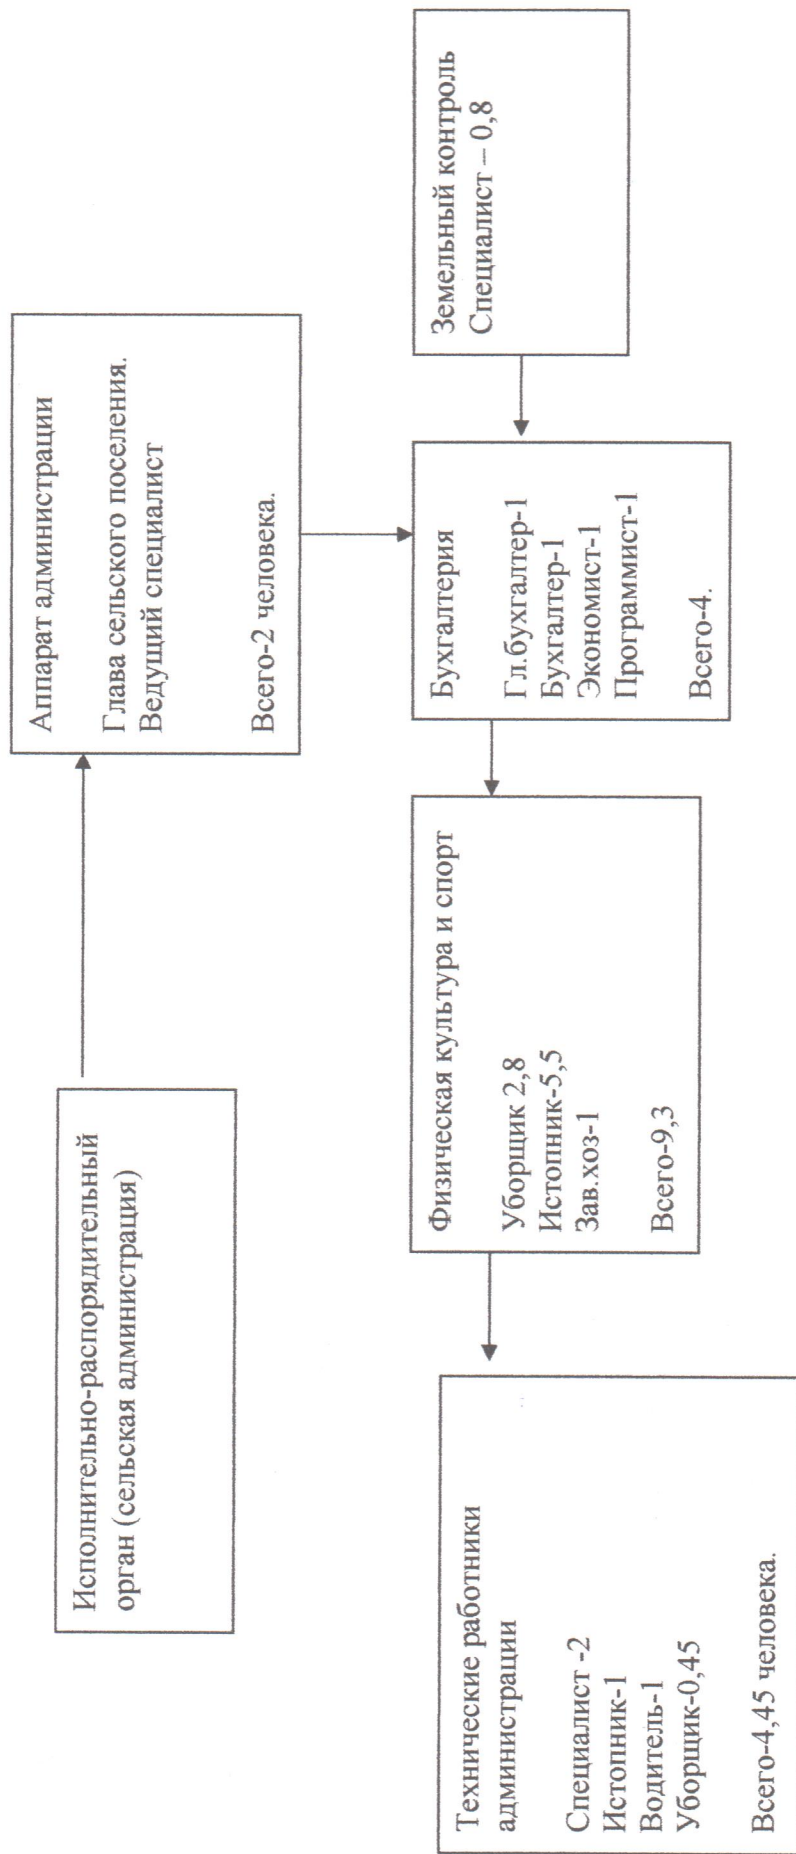 Исполнительно-распорядительный
орган (сельская администрация)
Аппарат администрации
Глава сельского поселения.
Ведущий специалист
Всего-2 человека.
Технические работники
администрации
Специалист -2
Истопник-1
Водитель-1
Уборщик-0,45
Всего-4,45 человека.
Физическая культура и спорт
Уборщик 2,8
Истопник-5,5
Зав.хоз-1
Всего-9,3
Бухгалтерия
Гл.бухгалтер-1
Бухгалтер-1
Экономист-1
Программист-1
Всего-4.
Земельный контроль
Специалист – 0,8